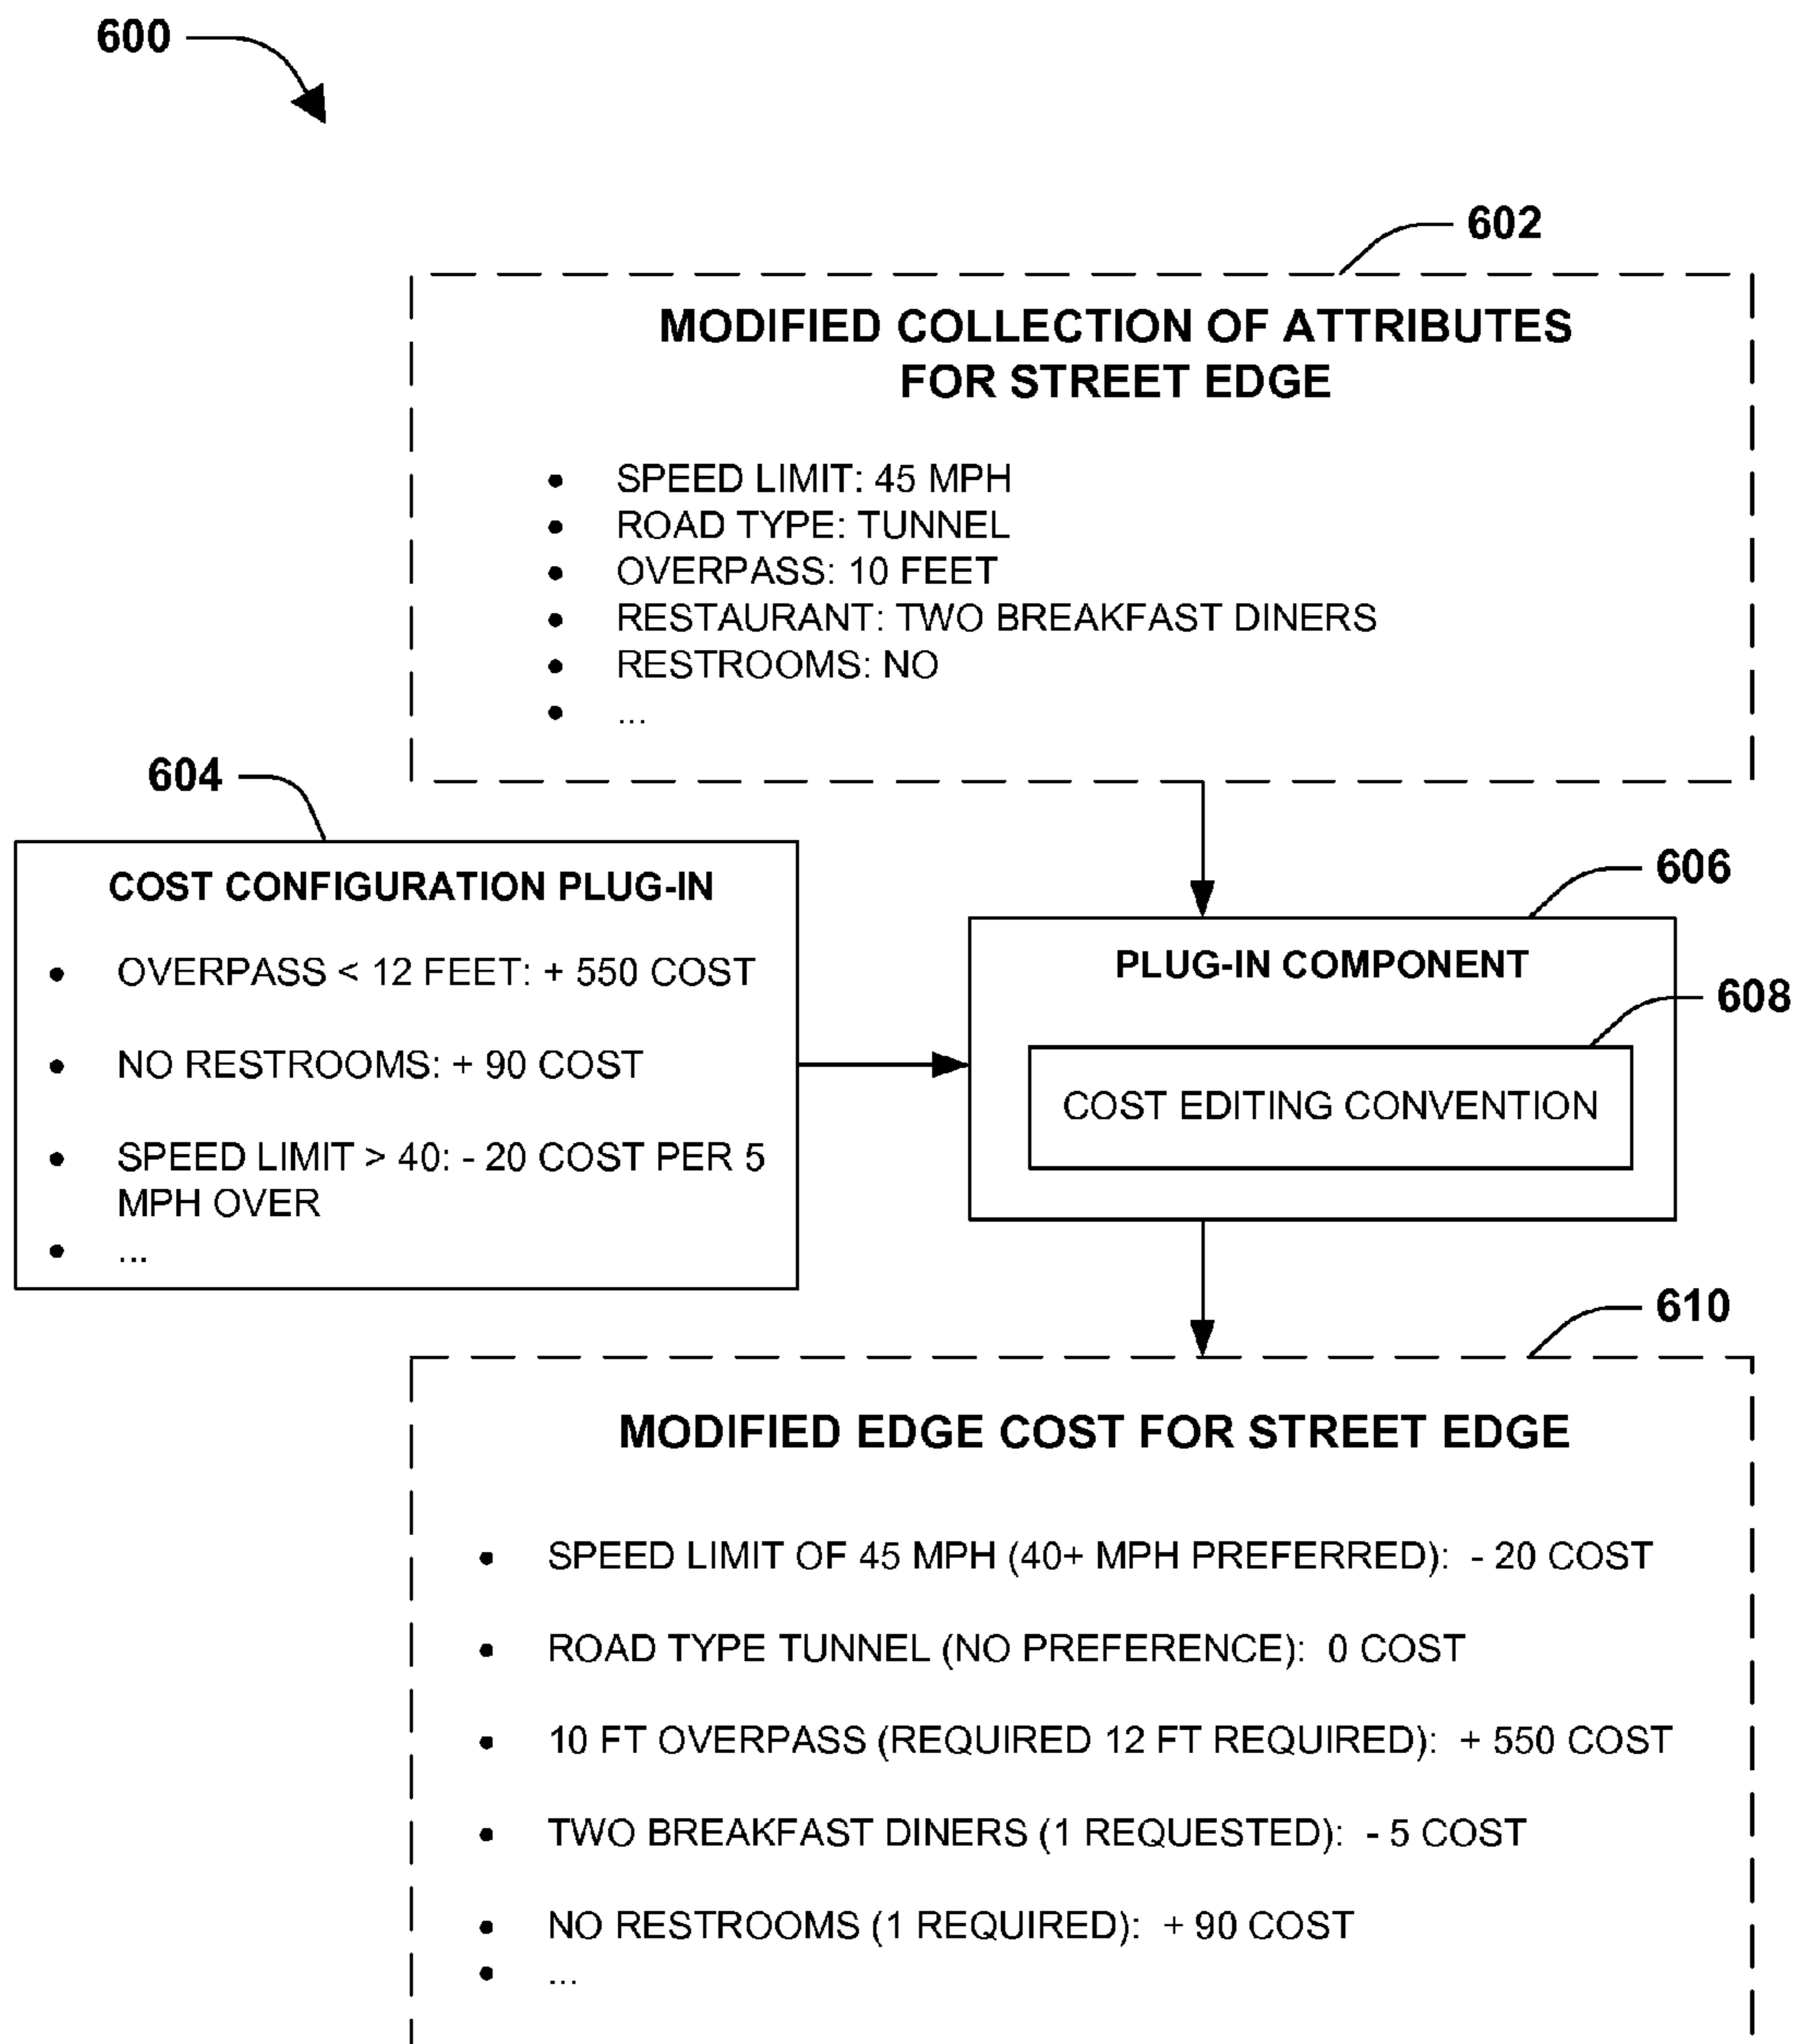 600
602
MODIFIED COLLECTION OF ATTRIBUTES
FOR STREET EDGE
• SPEED LIMIT: 45 MPH
• ROAD TYPE: TUNNEL
• OVERPASS: 10 FEET
• RESTAURANT: TWO BREAKFAST DINERS
• RESTROOMS: NO
• ...
604
COST CONFIGURATION PLUG-IN
• OVERPASS < 12 FEET: + 550 COST
• NO RESTROOMS: + 90 COST
• SPEED LIMIT > 40: - 20 COST PER 5
MPH OVER
• ...
606
PLUG-IN COMPONENT
608
COST EDITING CONVENTION
610
MODIFIED EDGE COST FOR STREET EDGE
• SPEED LIMIT OF 45 MPH (40+ MPH PREFERRED): - 20 COST
• ROAD TYPE TUNNEL (NO PREFERENCE): 0 COST
• 10 FT OVERPASS (REQUIRED 12 FT REQUIRED): + 550 COST
• TWO BREAKFAST DINERS (1 REQUESTED): - 5 COST
• NO RESTROOMS (1 REQUIRED): + 90 COST
• ...